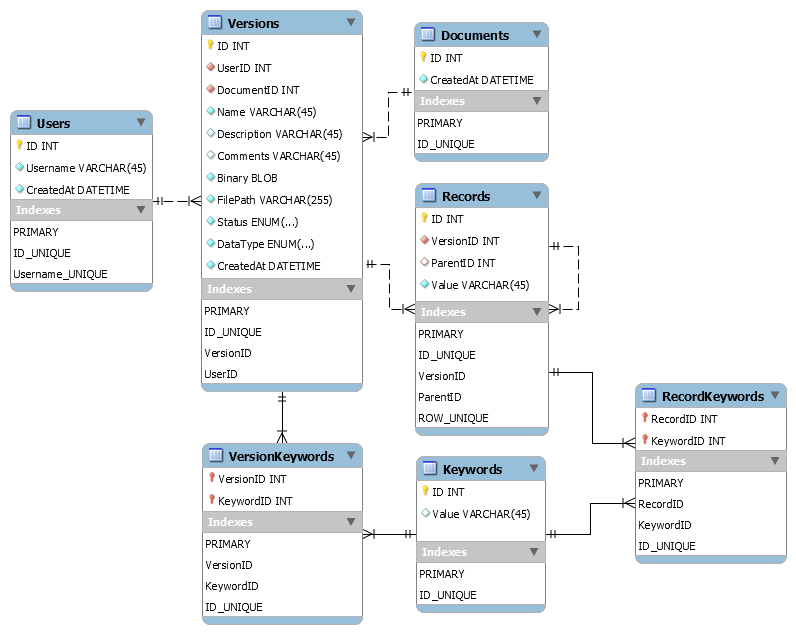 Users
ID INT
Username VARCHAR(45)
CreatedAt DATETIME
Indexes
PRIMARY
ID_UNIQUE
Username_UNIQUE
Versions
ID INT
UserID INT
DocumentID INT
Name VARCHAR(45)
Description VARCHAR(45)
Comments VARCHAR(45)
Binary BLOB
FilePath VARCHAR(255)
Status ENUM(...)
DataType ENUM(...)
CreatedAt DATETIME
Indexes
PRIMARY
ID_UNIQUE
VersionID
UserID
Documents
ID INT
CreatedAt DATETIME
Indexes
PRIMARY
ID_UNIQUE
Records
ID INT
VersionID INT
ParentID INT
Value VARCHAR(45)
Indexes
PRIMARY
ID_UNIQUE
VersionID
ParentID
ROW_UNIQUE
VersionKeywords
VersionID INT
KeywordID INT
Indexes
PRIMARY
VersionID
KeywordID
ID_UNIQUE
Keywords
ID INT
Value VARCHAR(45)
Indexes
PRIMARY
ID_UNIQUE
RecordKeywords
RecordID INT
KeywordID INT
Indexes
PRIMARY
RecordID
KeywordID
ID_UNIQUE